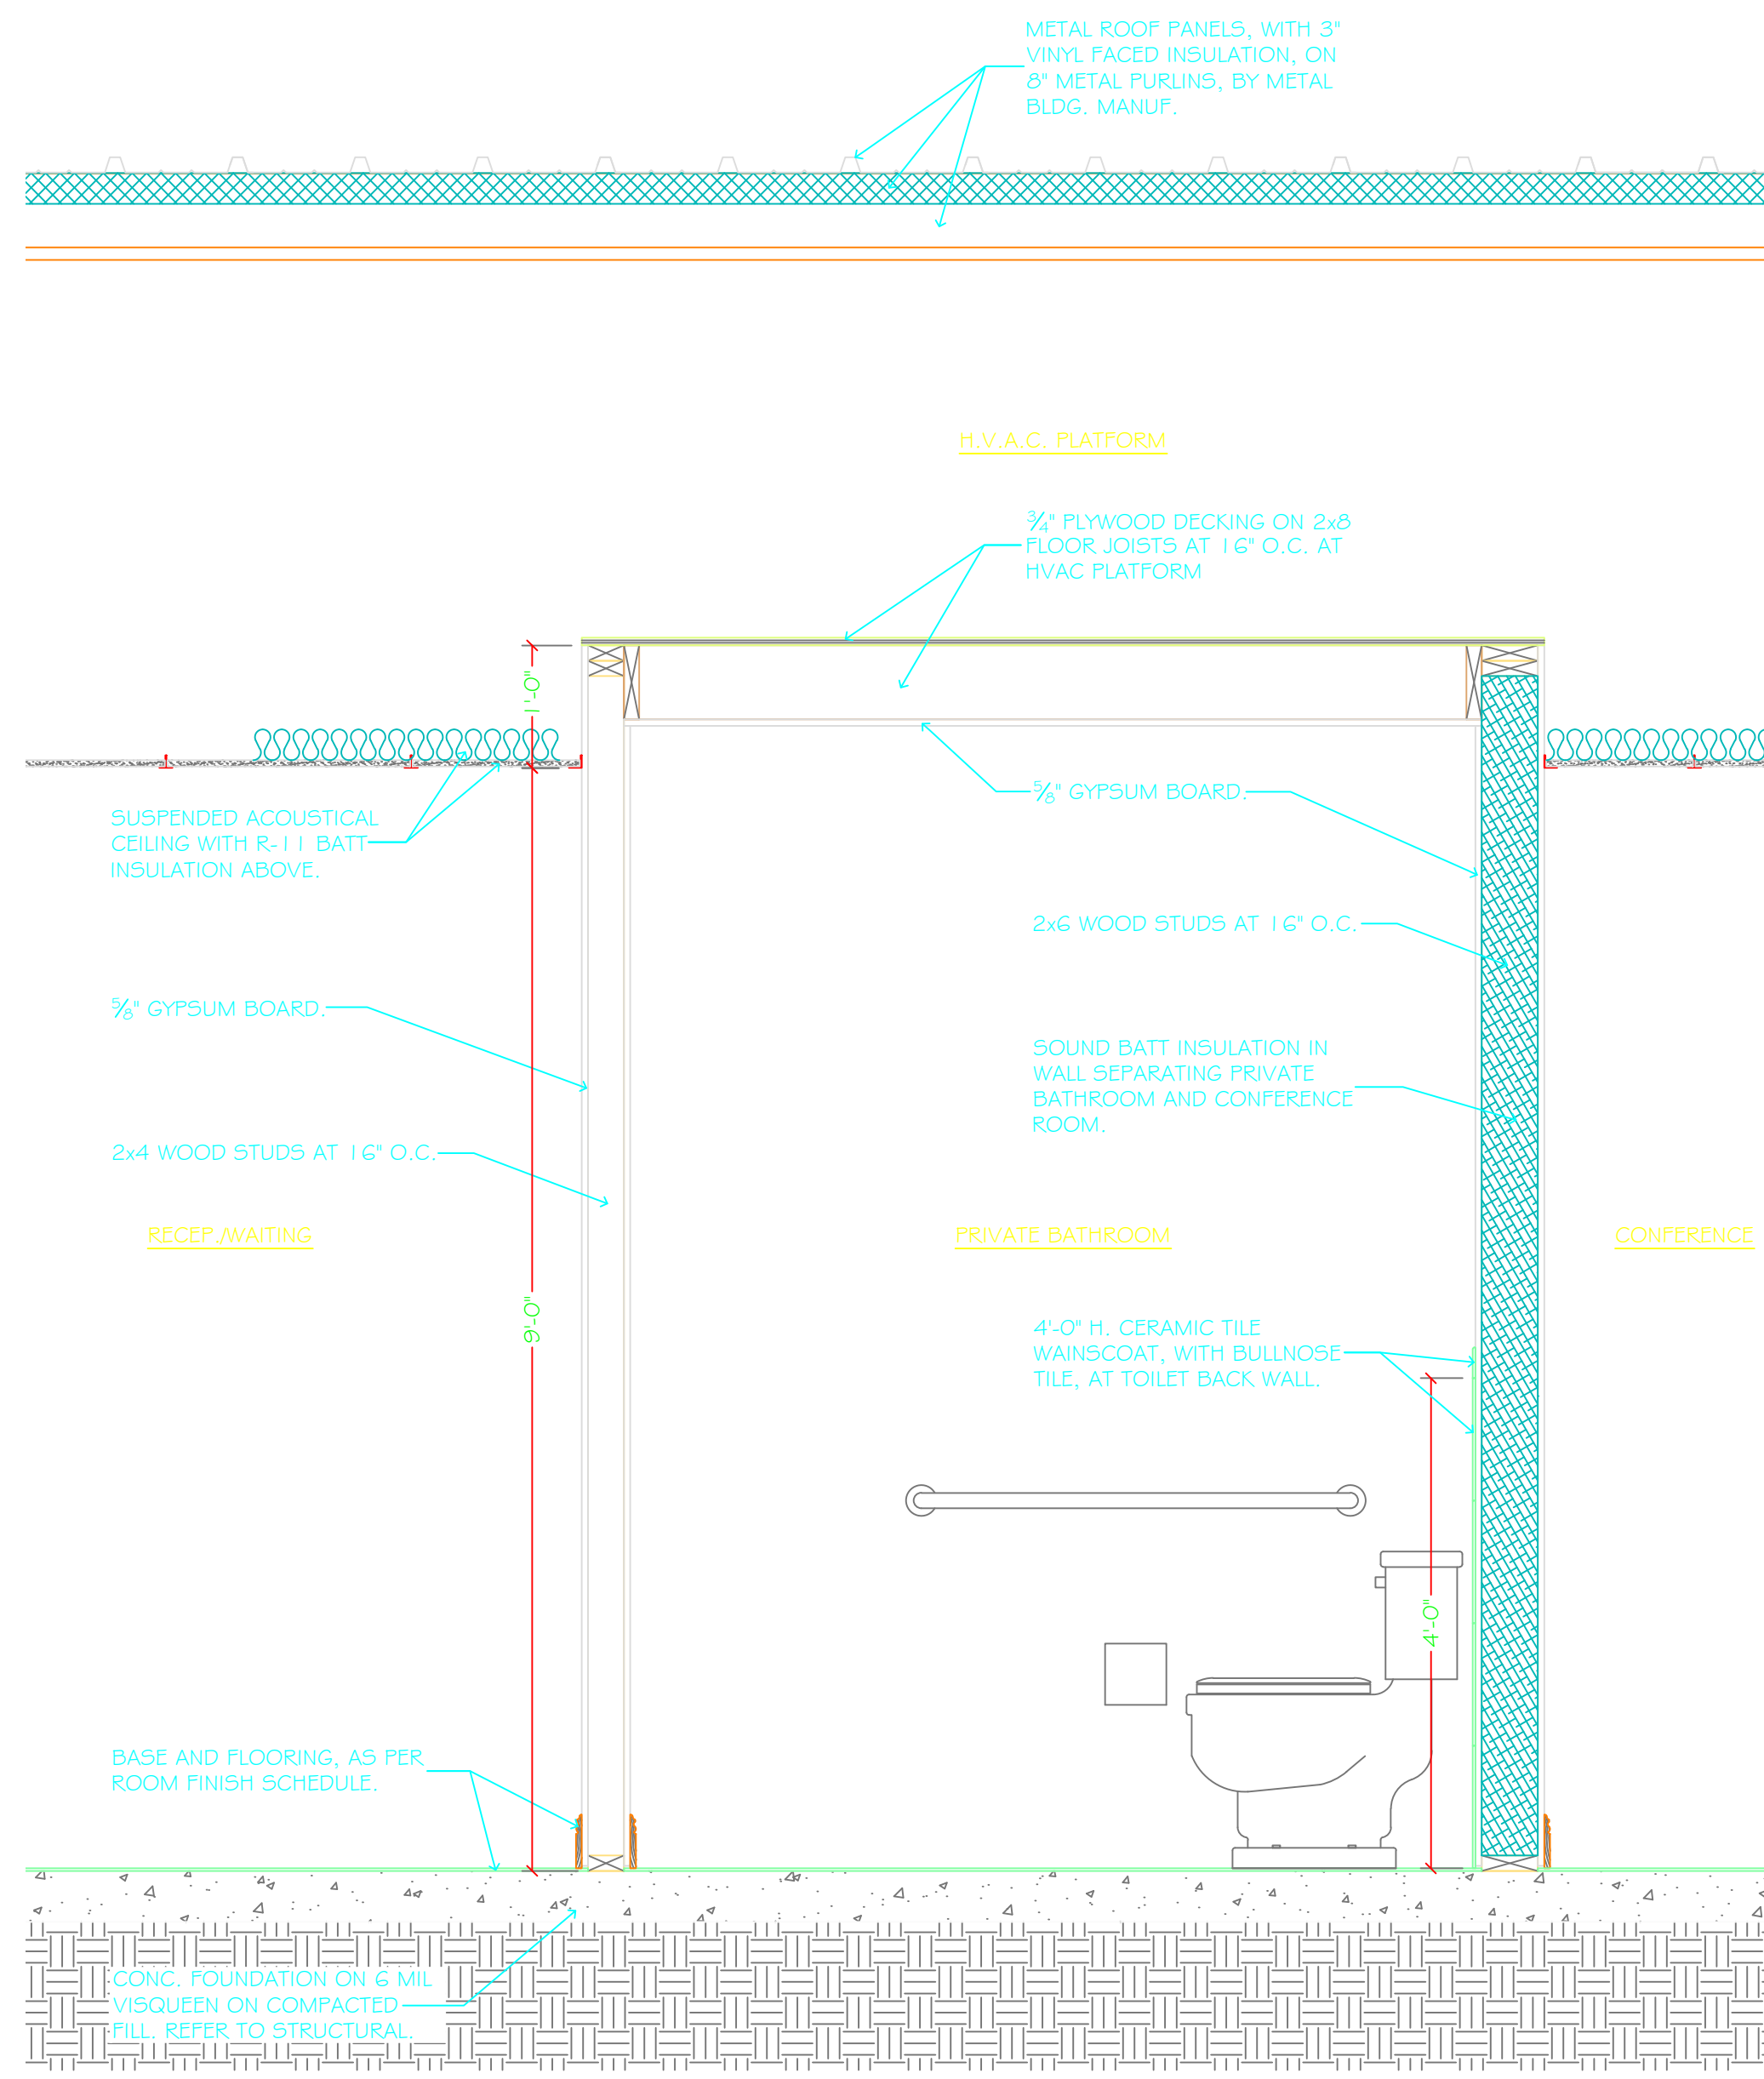 METAL ROOF PANELS, WITH 3"
VINYL FACED INSULATION, ON
8" METAL PURLINS, BY METAL
BLDG. MANUF.
H.V.A.C. PLATFORM
3/4" PLYWOOD DECKING ON 2x8
FLOOR JOISTS AT 16" O.C. AT
HVAC PLATFORM
1'-0"
5/8" GYPSUM BOARD.
SUSPENDED ACOUSTICAL
CEILING WITH R-11 BATT
INSULATION ABOVE.
2x6 WOOD STUDS AT 16" O.C.
5/8" GYPSUM BOARD.
SOUND BATT INSULATION IN
WALL SEPARATING PRIVATE
BATHROOM AND CONFERENCE
ROOM.
2x4 WOOD STUDS AT 16" O.C.
RECEP./WAITING
PRIVATE BATHROOM
CONFERENCE
9'-0"
4'-0" H. CERAMIC TILE
WAINSCOAT, WITH BULLNOSE
TILE, AT TOILET BACK WALL.
4'-0"
BASE AND FLOORING, AS PER
ROOM FINISH SCHEDULE.
CONC. FOUNDATION ON 6 MIL
VISQUEEN ON COMPACTED
FILL. REFER TO STRUCTURAL.